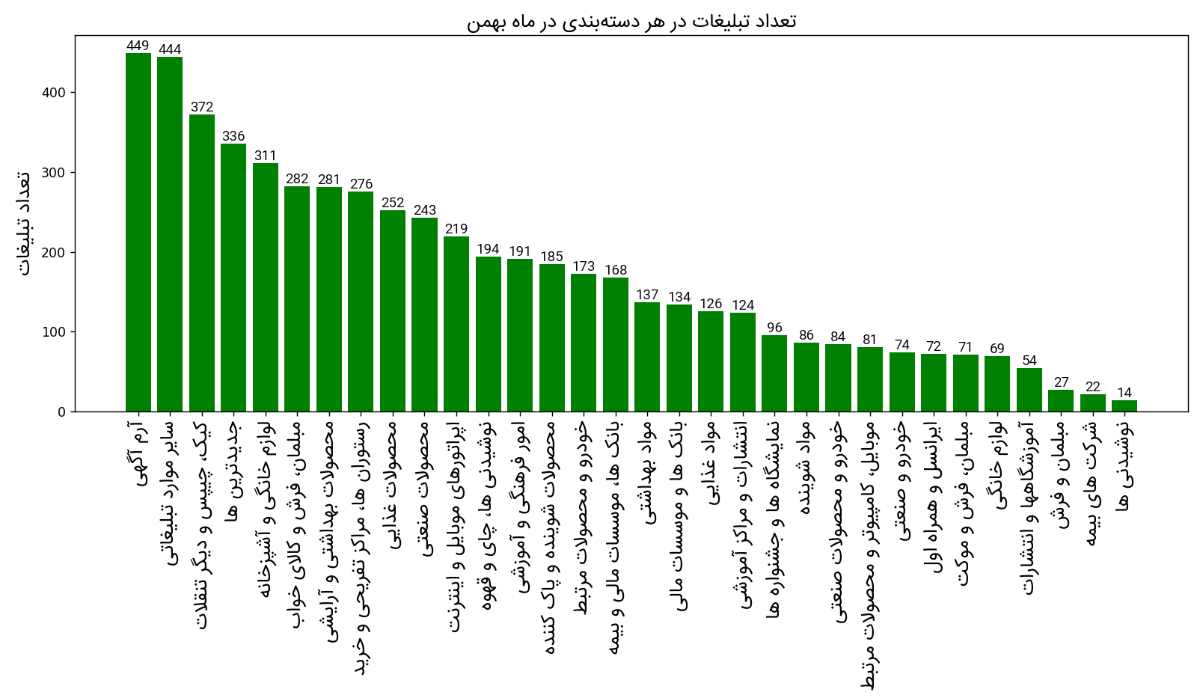 تعداد تبلیغات در هر دسته‌بندی در ماه بهمن
تعداد تبلیغات
400
300
200
100
0
449
444
372
336
311
282
281
276
252
243
219
194
191
185
173
168
137
134
126
124
96
86
84
81
74
72
71
69
54
27
22
14
آرم آگهی
سایر موارد تبلیغاتی
کیک، چیپس و دیگر تنقلات
جدیدترین ها
لوازم خانگی و آشپزخانه
مبلمان، فرش و کالای خواب
محصولات بهداشتی و آرایشی
رستوران ها، مراکز تفریحی و خرید
محصولات غذایی
محصولات صنعتی
اپراتورهای موبایل و اینترنت
نوشیدنی ها، چای و قهوه
امور فرهنگی و آموزشی
محصولات شوینده و پاک کننده
خودرو و محصولات مرتبط
بانک ها، موسسات مالی و بیمه
مواد بهداشتی
بانک ها و موسسات مالی
مواد غذایی
انتشارات و مراکز آموزشی
نمایشگاه ها و جشنواره ها
مواد شوینده
خودرو و محصولات صنعتی
موبایل، کامپیوتر و محصولات مرتبط
خودرو و صنعتی
ایرانسل و همراه اول
مبلمان، فرش و موکت
لوازم خانگی
آموزشگاهها و انتشارات
مبلمان و فرش
شرکت های بیمه
نوشیدنی ها